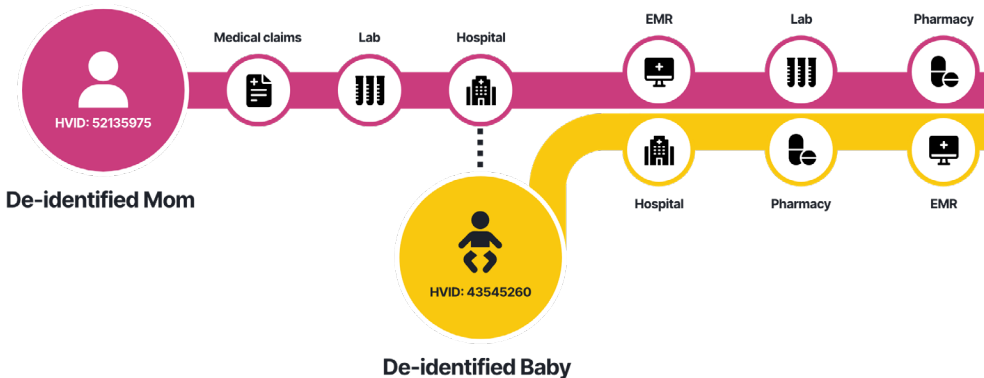 EMR
Lab
Pharmacy
Medical claims
Lab
Hospital
HVID: 52135975
De-identified Mom
Hospital
Pharmacy
EMR
HVID: 43545260
De-identified Baby